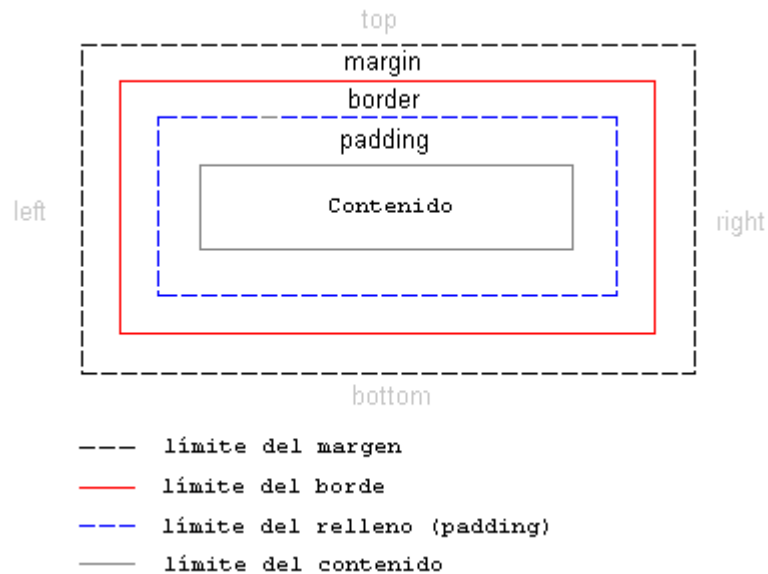 top
margin
border
padding
Contenido
left
right
bottom
límite del margen
límite del borde
límite del relleno (padding)
límite del contenido